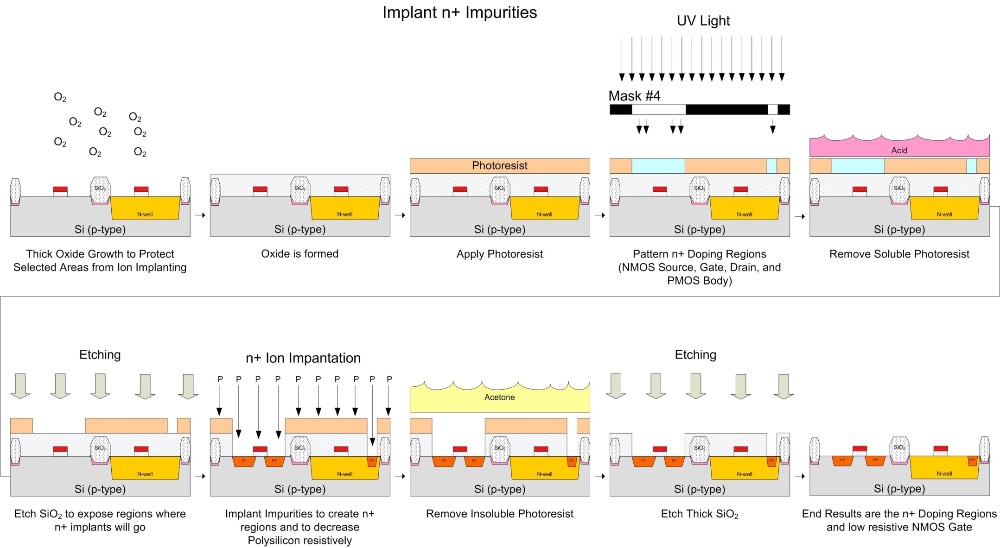 Implant n+ Impurities
UV Light
Mask #4
O₂
O₂
O₂
O₂
O₂
O₂
O₂
O₂
O₂
SiO₂
N-well
Si (p-type)
Thick Oxide Growth to Protect
Selected Areas from Ion Implanting
SiO₂
N-well
Si (p-type)
Oxide is formed
Photoresist
SiO₂
N-well
Si (p-type)
Apply Photoresist
SiO₂
N-well
Si (p-type)
Pattern n+ Doping Regions
(NMOS Source, Gate, Drain, and
PMOS Body)
Acid
SiO₂
N-well
Si (p-type)
Remove Soluble Photoresist
Etching
SiO₂
N-well
Si (p-type)
Etch SiO₂ to expose regions where
n+ implants will go
n+ Ion Impantation
P P P P P P P P P P
SiO₂
n+ n+ n+
N-well
Si (p-type)
Implant Impurities to create n+
regions and to decrease
Polysilicon resistively
Acetone
SiO₂
n+ n+ n+
N-well
Si (p-type)
Remove Insoluble Photoresist
Etching
SiO₂
n+ n+ n+
N-well
Si (p-type)
Etch Thick SiO₂
SiO₂
n+ n+ n+
N-well
Si (p-type)
End Results are the n+ Doping Regions
and low resistive NMOS Gate